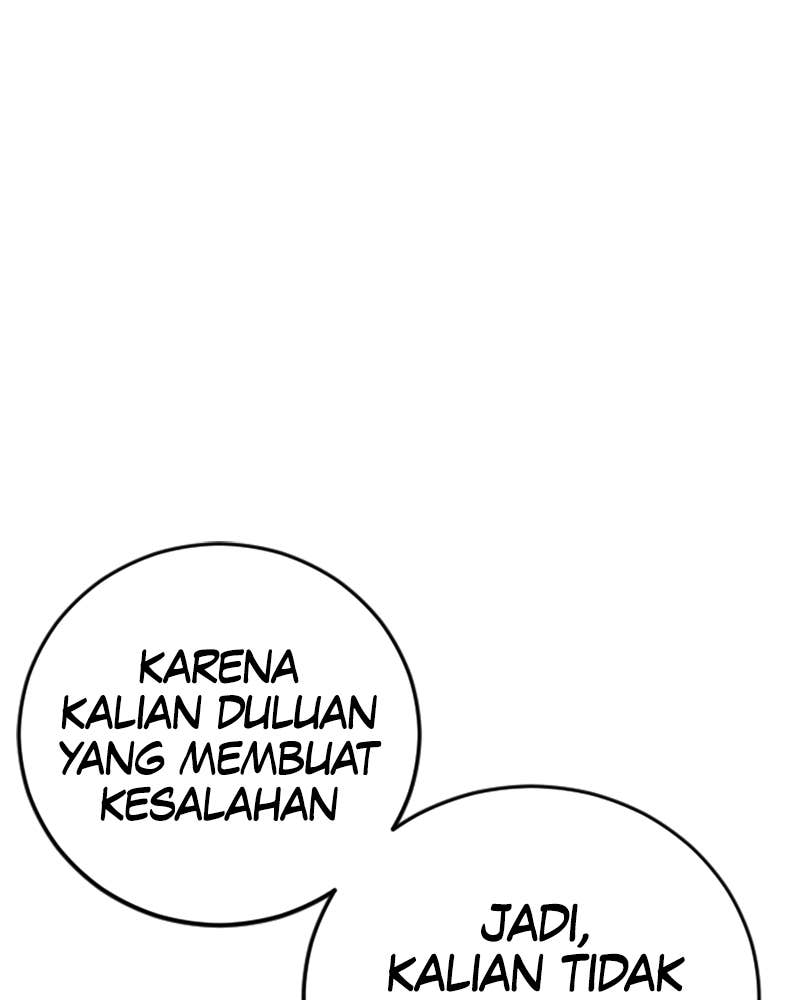 KARENA
KALIAN DULUAN
YANG MEMBUAT
KESALAHAN
JADI,
KALIAN TIDAK